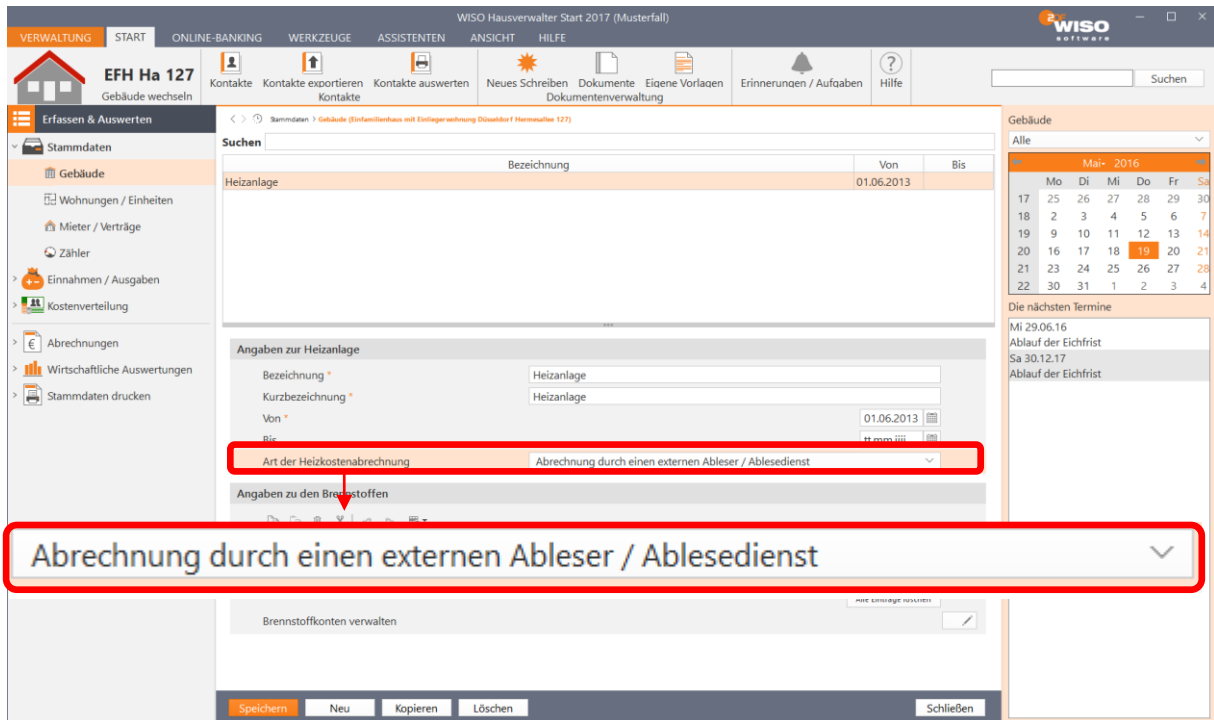 WISO Hausverwalter Start 2017 (Musterfall)
WISO
software
VERWALTUNG START ONLINE-BANKING WERKZEUGE ASSISTENTEN ANSICHT HILFE
EFH Ha 127
Gebäude wechseln
Kontakte Kontakte exportieren Kontakte auswerten Neues Schreiben Dokumente Eigene Vorlagen Erinnerungen / Aufgaben Hilfe
Kontakte Dokumentenverwaltung
Suchen
Erfassen & Auswerten
Stammdaten
Gebäude
Wohnungen / Einheiten
Mieter / Verträge
Zähler
Einnahmen / Ausgaben
Kostenverteilung
Abrechnungen
Wirtschaftliche Auswertungen
Stammdaten drucken
Stammdaten > Gebäude (Einfamilienhaus mit Einliegerwohnung Düsseldorf Hermesallee 127)
Suchen
Bezeichnung Von Bis
Heizanlage 01.06.2013
Angaben zur Heizanlage
Bezeichnung * Heizanlage
Kurzbezeichnung * Heizanlage
Von * 01.06.2013
Bis tt.mm.jjjj
Art der Heizkostenabrechnung Abrechnung durch einen externen Ableser / Ablesedienst
Angaben zu den Brennstoffen
Abrechnung durch einen externen Ableser / Ablesedienst
Alle Einträge löschen
Brennstoffkonten verwalten
Speichern Neu Kopieren Löschen Schließen
Gebäude
Alle
Mai 2016
Mo Di Mi Do Fr Sa
17 25 26 27 28 29 30
18 2 3 4 5 6 7
19 9 10 11 12 13 14
20 16 17 18 19 20 21
21 23 24 25 26 27 28
22 30 31 1 2 3 4
Die nächsten Termine
Mi 29.06.16
Ablauf der Eichfrist
Sa 30.12.17
Ablauf der Eichfrist